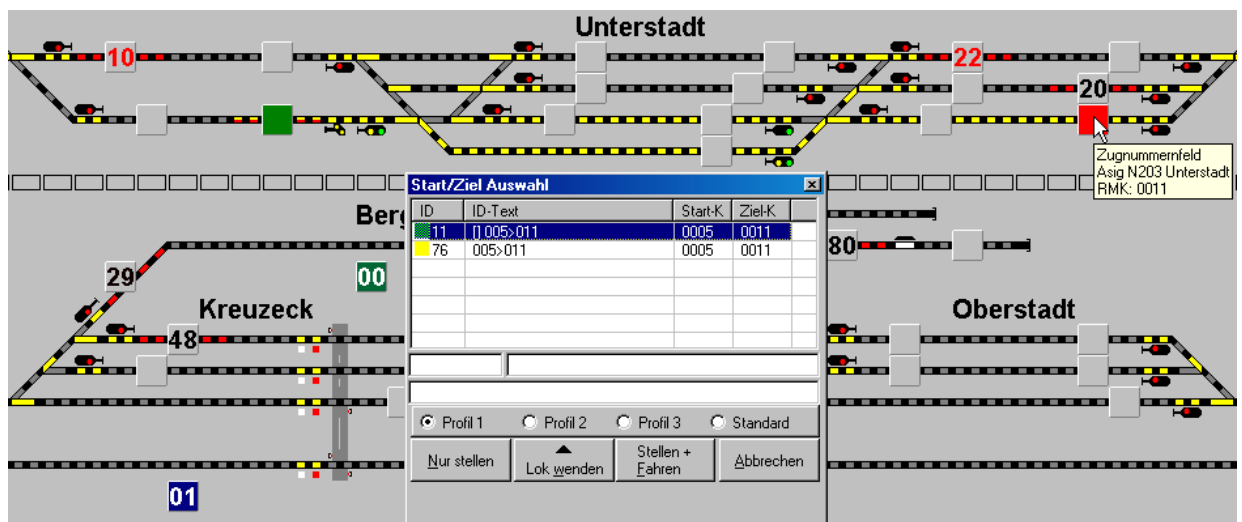 Unterstadt
10
22
20
Zugnummernfeld
Asig N203 Unterstadt
RMK: 0011
Start/Ziel Auswahl
ID ID-Text Start-K Ziel-K
11 [] 005>011 0005 0011
76 005>011 0005 0011
80
29
00
Kreuzeck
Oberstadt
48
Profil 1 Profil 2 Profil 3 Standard
Nur stellen
Lok wenden
Stellen +
Fahren
Abbrechen
01